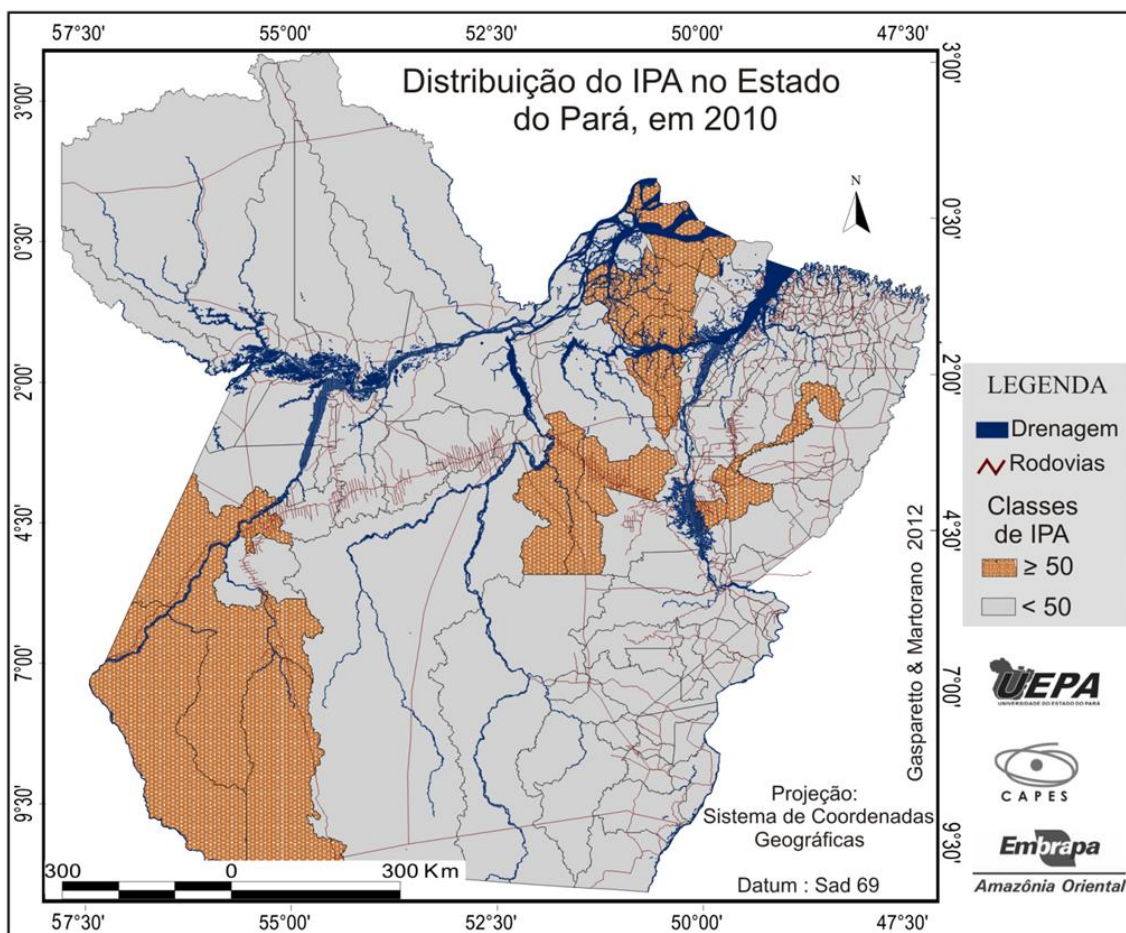 57°30'
55°00'
52°30'
50°00'
47°30'
Distribuição do IPA no Estado
do Pará, em 2010
N
3°00'
0°30'
2°00'
4°30'
7°00'
9°30'
3°00'
0°30'
2°00'
4°30'
7°00'
9°30'
LEGENDA
Drenagem
Rodovias
Classes
de IPA
≥ 50
< 50
Gasparetto & Martorano 2012
UEPA
UNIVERSIDADE DO ESTADO DO PARÁ
CAPES
Embrapa
Amazônia Oriental
Projeção:
Sistema de Coordenadas
Geográficas
Datum : Sad 69
300 0 300 Km
57°30'
55°00'
52°30'
50°00'
47°30'